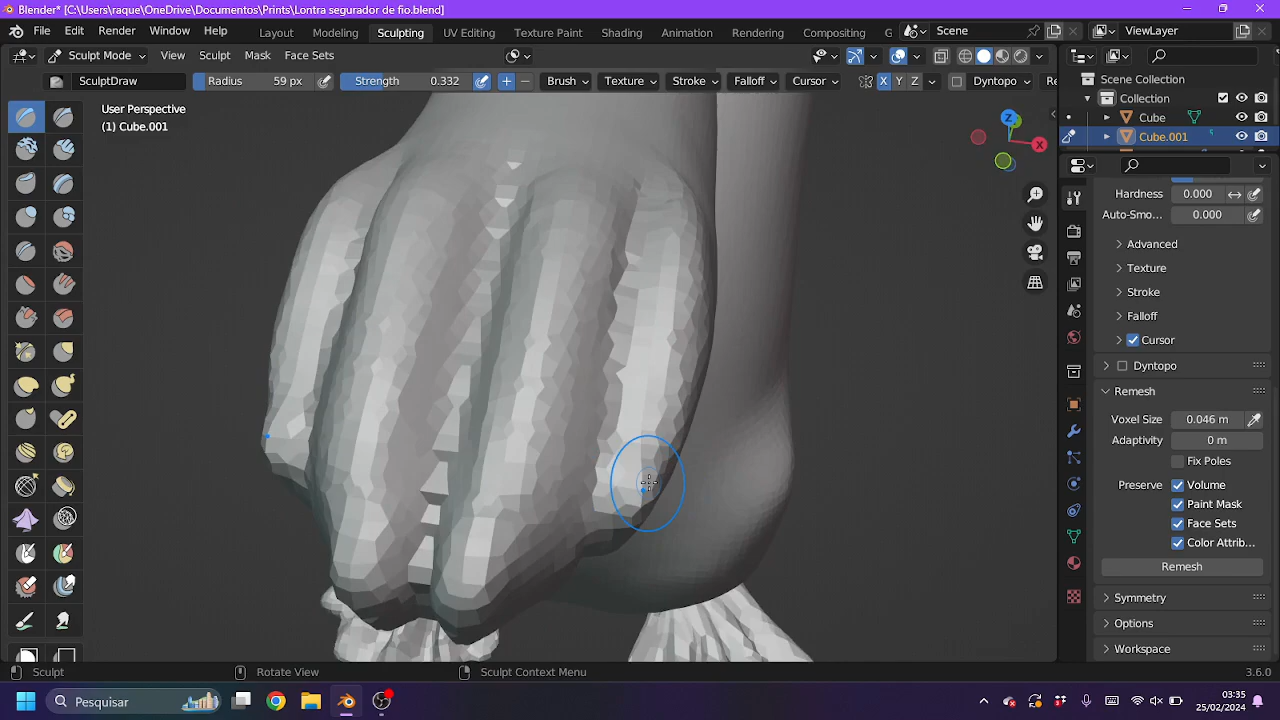 Blender* [C:\Users\raque\OneDrive\Documentos\Prints\Lontra segurador de fio.blend]
File Edit Render Window Help Layout Modeling Sculpting UV Editing Texture Paint Shading Animation Rendering Compositing G Scene ViewLayer
Sculpt Mode View Sculpt Mask Face Sets
SculptDraw Radius 59 px Strength 0.332 Brush Texture Stroke Falloff Cursor X Y Z Dyntopo Re
User Perspective
(1) Cube.001
Z
X
Scene Collection
Collection
Cube
Cube.001
Hardness 0.000
Auto-Smo... 0.000
Advanced
Texture
Stroke
Falloff
Cursor
Dyntopo
Remesh
Voxel Size 0.046 m
Adaptivity 0 m
Fix Poles
Preserve Volume
Paint Mask
Face Sets
Color Attrib...
Remesh
Symmetry
Options
Workspace
Sculpt Rotate View Sculpt Context Menu 3.6.0
Pesquisar
03:35
25/02/2024